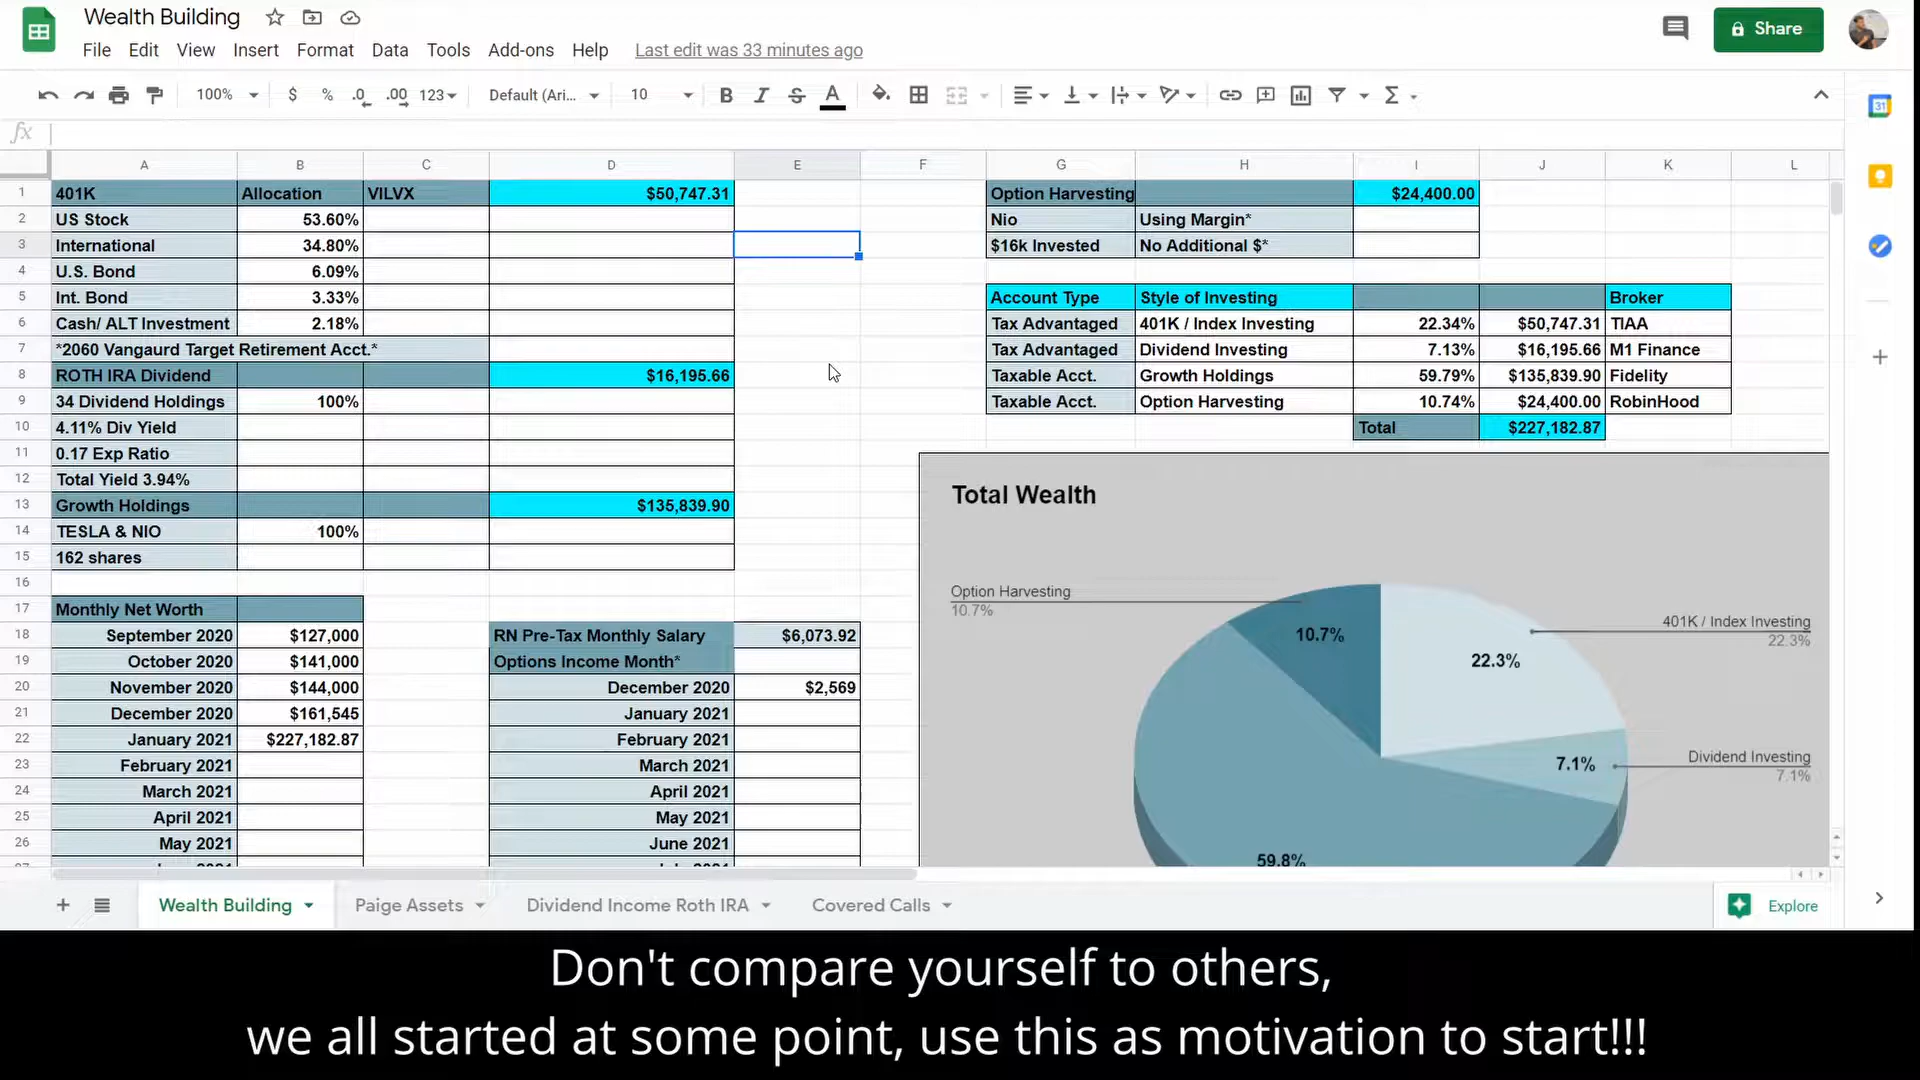 Wealth Building
File Edit View Insert Format Data Tools Add-ons Help Last edit was 33 minutes ago
Share
100% $ % .0 .00 123 Default (Ari... 10 B I S A Σ
31
fx
A B C D E F G H I J K L
1 401K Allocation VILVX $50,747.31 Option Harvesting $24,400.00
2 US Stock 53.60% Nio Using Margin*
3 International 34.80% $16k Invested No Additional $*
4 U.S. Bond 6.09%
5 Int. Bond 3.33% Account Type Style of Investing Broker
6 Cash/ ALT Investment 2.18% Tax Advantaged 401K / Index Investing 22.34% $50,747.31 TIAA
7 *2060 Vangaurd Target Retirement Acct.* Tax Advantaged Dividend Investing 7.13% $16,195.66 M1 Finance
8 ROTH IRA Dividend $16,195.66 Taxable Acct. Growth Holdings 59.79% $135,839.90 Fidelity
9 34 Dividend Holdings 100% Taxable Acct. Option Harvesting 10.74% $24,400.00 RobinHood
10 4.11% Div Yield Total $227,182.87
11 0.17 Exp Ratio
12 Total Yield 3.94%
13 Growth Holdings $135,839.90
14 TESLA & NIO 100%
15 162 shares
16
17 Monthly Net Worth
18 September 2020 $127,000 RN Pre-Tax Monthly Salary $6,073.92
19 October 2020 $141,000 Options Income Month*
20 November 2020 $144,000 December 2020 $2,569
21 December 2020 $161,545 January 2021
22 January 2021 $227,182.87 February 2021
23 February 2021 March 2021
24 March 2021 April 2021
25 April 2021 May 2021
26 May 2021 June 2021
Total Wealth
Option Harvesting
10.7%
10.7%
401K / Index Investing
22.3%
22.3%
Dividend Investing
7.1%
7.1%
59.8%
Wealth Building Paige Assets Dividend Income Roth IRA Covered Calls Explore
Don't compare yourself to others,
we all started at some point, use this as motivation to start!!!